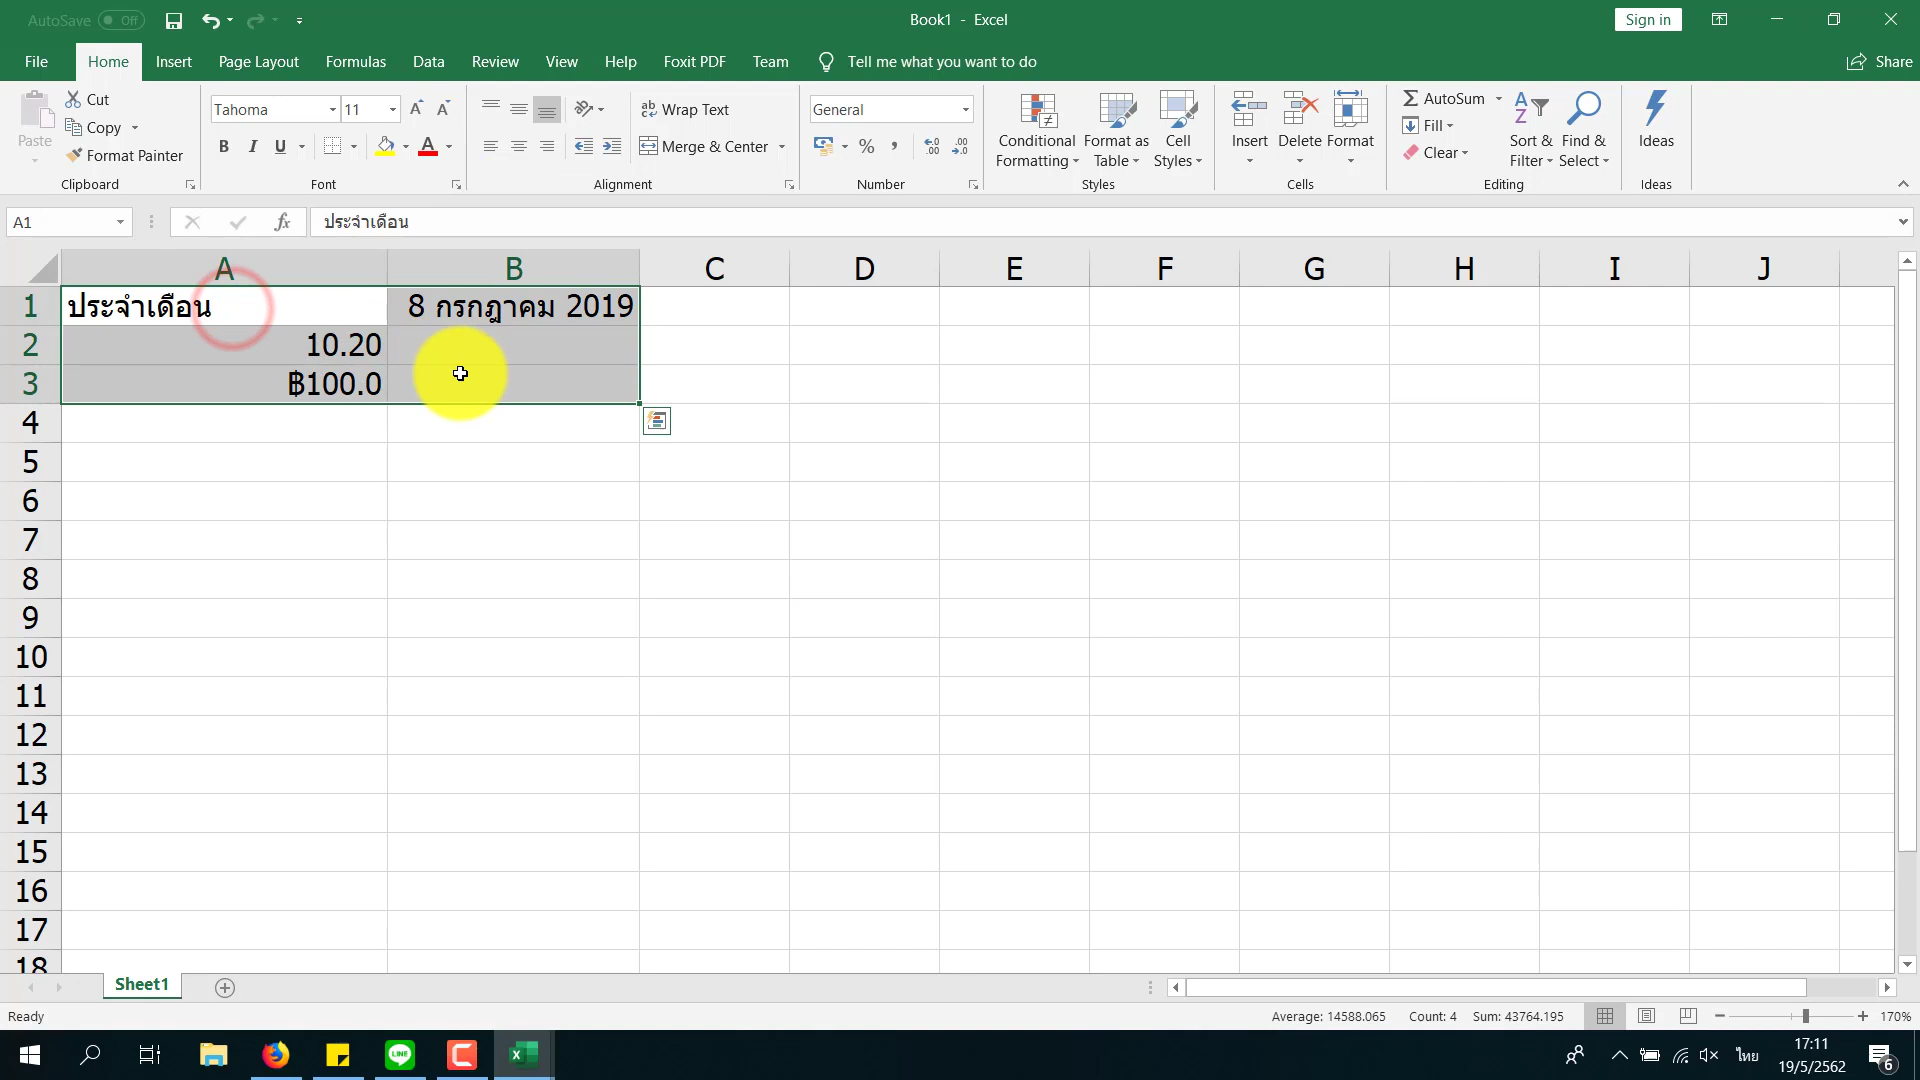 AutoSave Off
Book1 - Excel
Sign in
File Home Insert Page Layout Formulas Data Review View Help Foxit PDF Team Tell me what you want to do Share
Paste
Cut
Copy
Format Painter
Clipboard
Tahoma 11
B I U A
Font
ab Wrap Text
Merge & Center
Alignment
General
% , .00
Number
Conditional Formatting
Format as Table
Cell Styles
Styles
Insert Delete Format
Cells
AutoSum
Fill
Clear
Sort & Filter
Find & Select
Editing
Ideas
Ideas
A1 fx ประจำเดือน
A B C D E F G H I J
1 ประจำเดือน 8 กรกฎาคม 2019
2 10.20
3 ฿100.0
4
5
6
7
8
9
10
11
12
13
14
15
16
17
18
Sheet1
Ready Average: 14588.065 Count: 4 Sum: 43764.195 170%
ไทย
17:11
19/5/2562
6